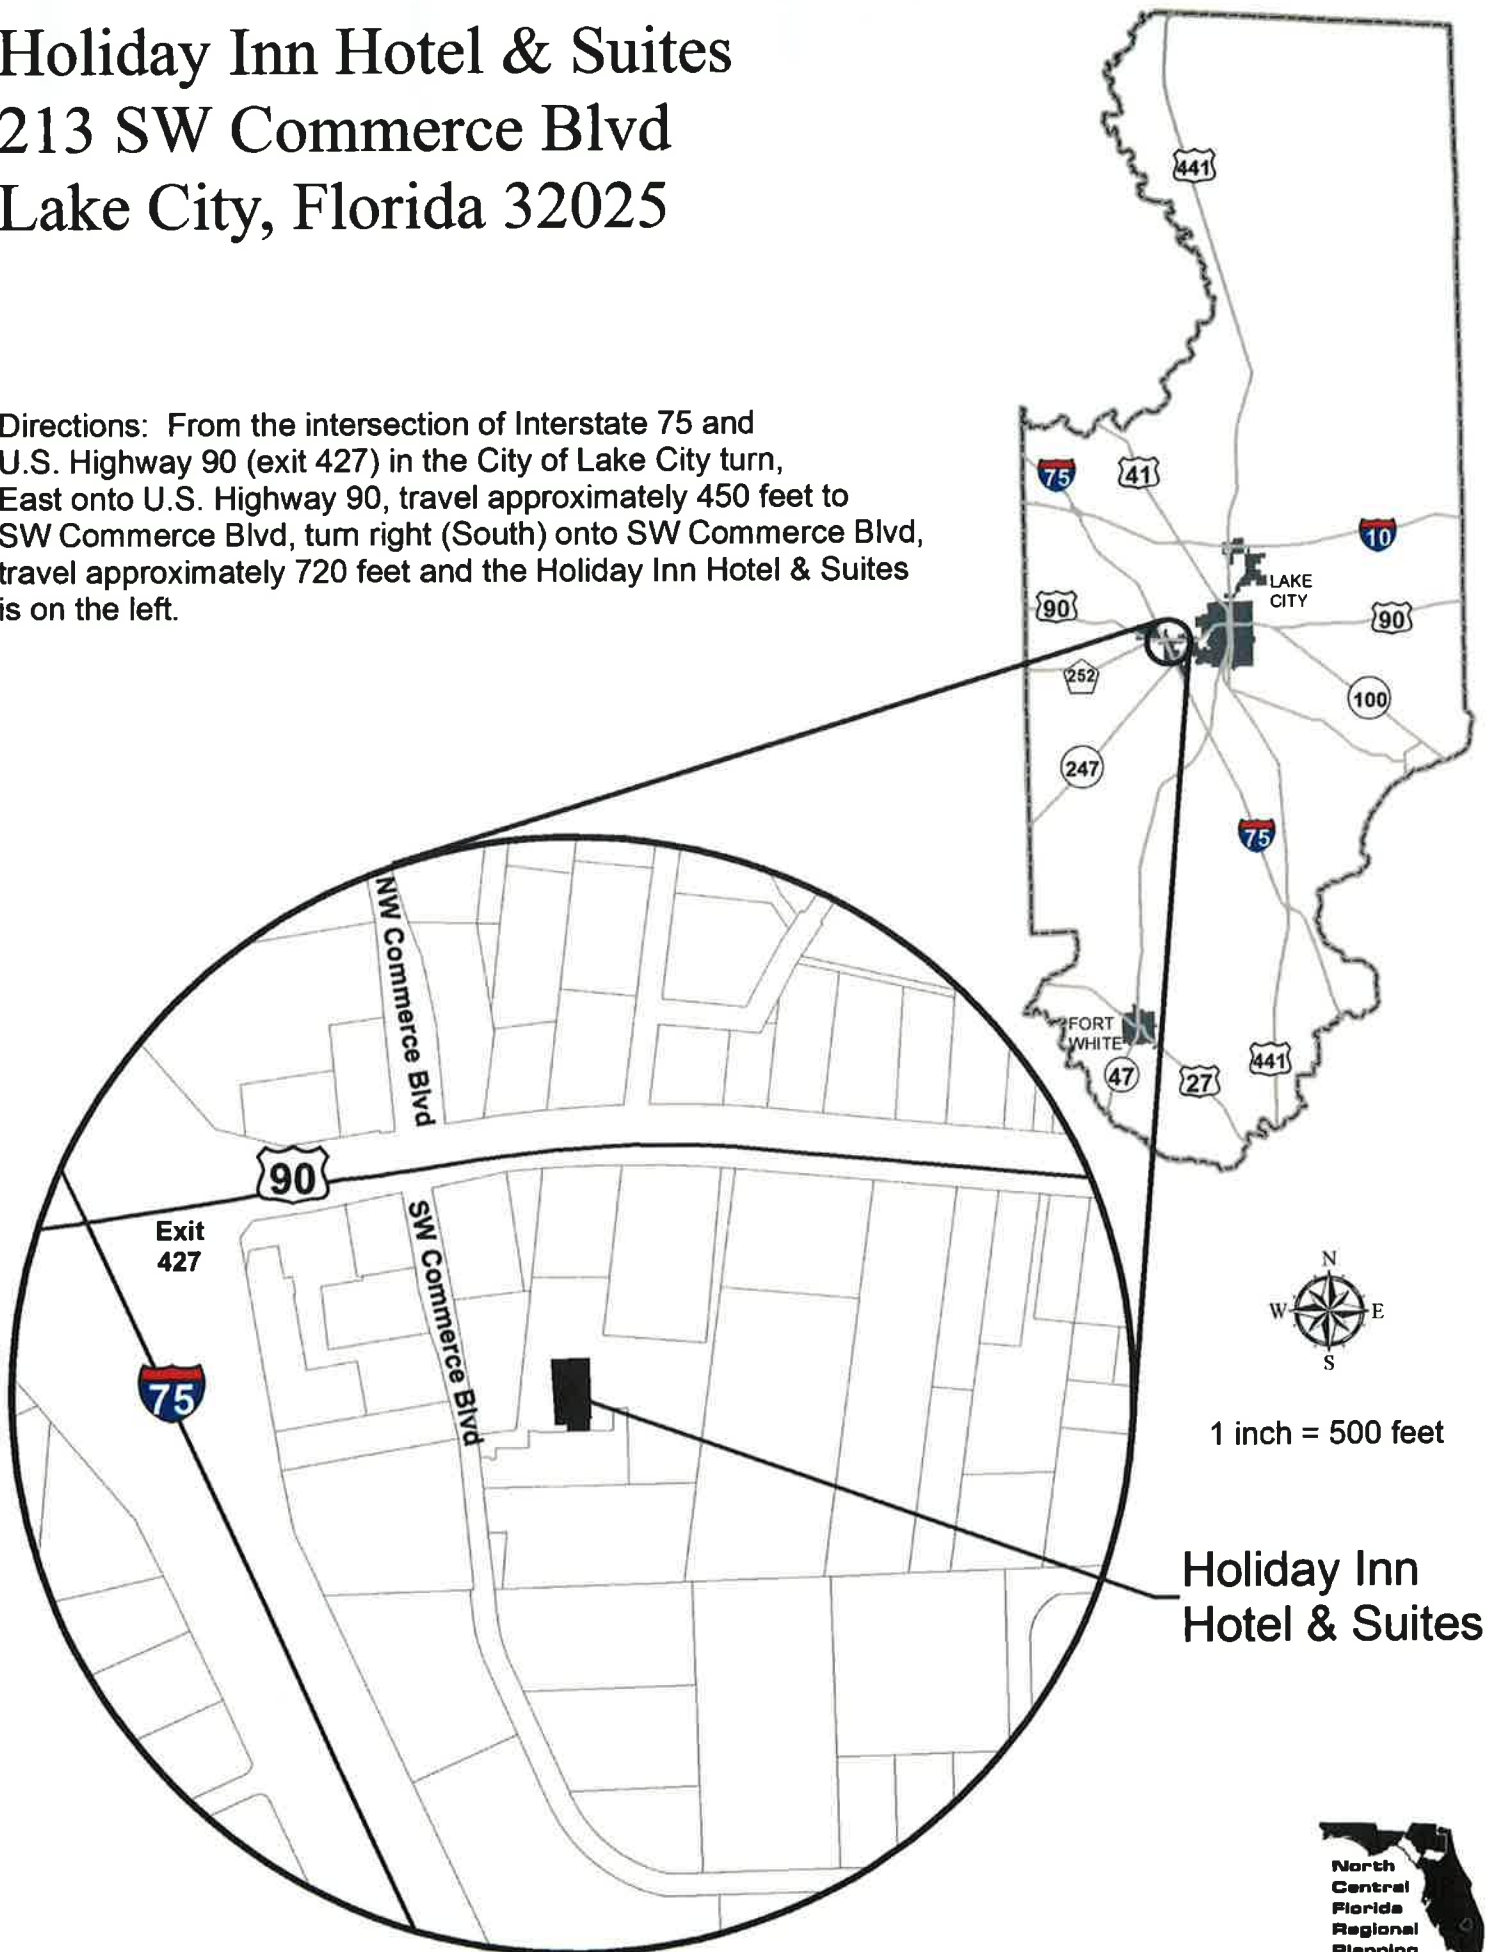 Holiday Inn Hotel & Suites
213 SW Commerce Blvd
Lake City, Florida 32025
Directions: From the intersection of Interstate 75 and
U.S. Highway 90 (exit 427) in the City of Lake City turn,
East onto U.S. Highway 90, travel approximately 450 feet to
SW Commerce Blvd, turn right (South) onto SW Commerce Blvd,
travel approximately 720 feet and the Holiday Inn Hotel & Suites
is on the left.
441
75
41
10
LAKE
CITY
90
90
252
100
247
75
FORT
WHITE
47
27
441
NW Commerce Blvd
90
Exit
427
SW Commerce Blvd
75
N
W
E
S
1 inch = 500 feet
Holiday Inn
Hotel & Suites
North
Central
Florida
Regional
Planning